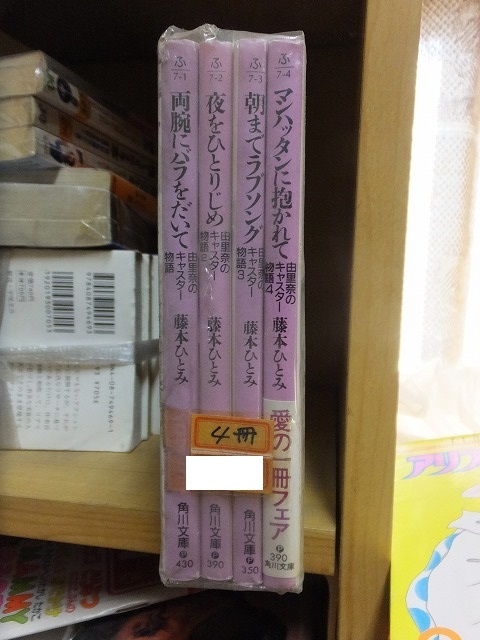 ふ
7-1
両腕にバラをだいて
由里奈の
キャスター
物語
藤本ひとみ
角川文庫
P
430
ふ
7-2
夜をひとりじめ
由里奈の
キャスター
物語2
藤本ひとみ
角川文庫
P
390
ふ
7-3
朝までラブソング
由里奈の
キャスター
物語3
藤本ひとみ
角川文庫
P
350
ふ
7-4
マンハッタンに抱かれて
由里奈の
キャスター
物語4
藤本ひとみ
愛の一冊フェア
P
390
角川文庫
4冊